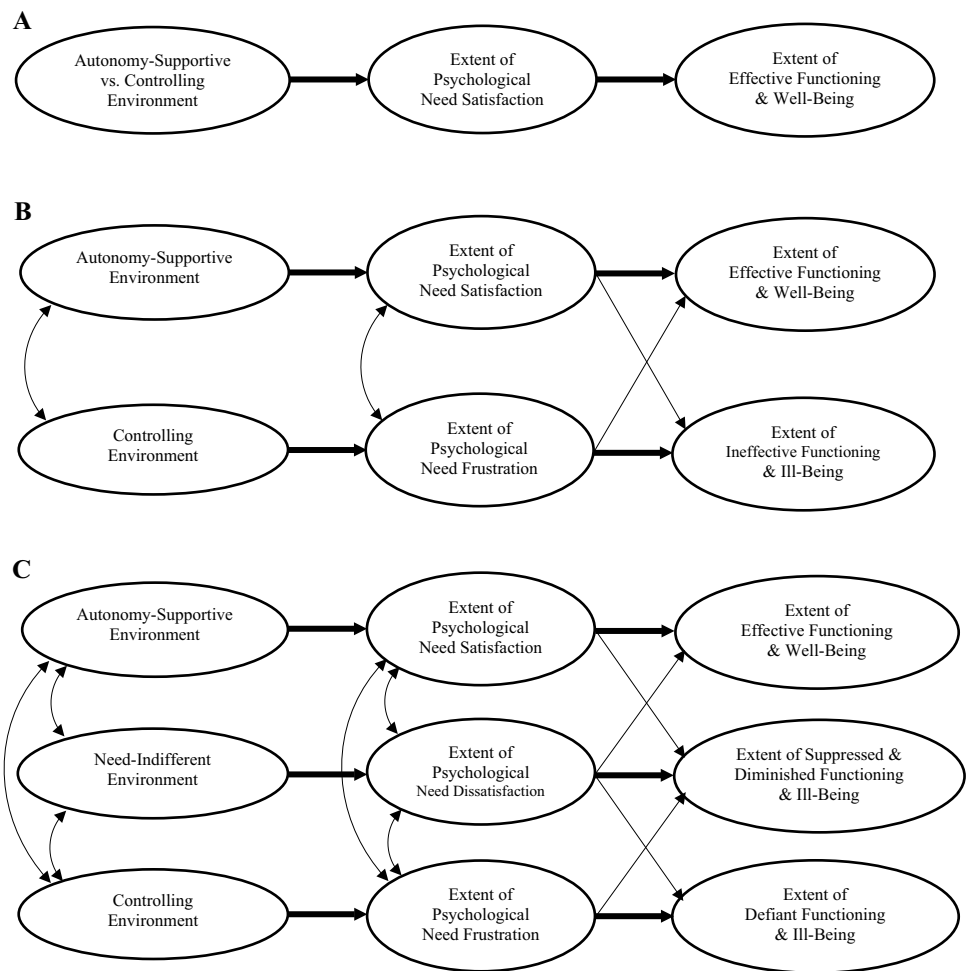 A
Autonomy-Supportive
vs. Controlling
Environment
Extent of
Psychological
Need Satisfaction
Extent of
Effective Functioning
& Well-Being
B
Autonomy-Supportive
Environment
Extent of
Psychological
Need Satisfaction
Extent of
Effective Functioning
& Well-Being
Controlling
Environment
Extent of
Psychological
Need Frustration
Extent of
Ineffective Functioning
& Ill-Being
C
Autonomy-Supportive
Environment
Extent of
Psychological
Need Satisfaction
Extent of
Effective Functioning
& Well-Being
Need-Indifferent
Environment
Extent of
Psychological
Need Dissatisfaction
Extent of Suppressed &
Diminished Functioning
& Ill-Being
Controlling
Environment
Extent of
Psychological
Need Frustration
Extent of
Defiant Functioning
& Ill-Being